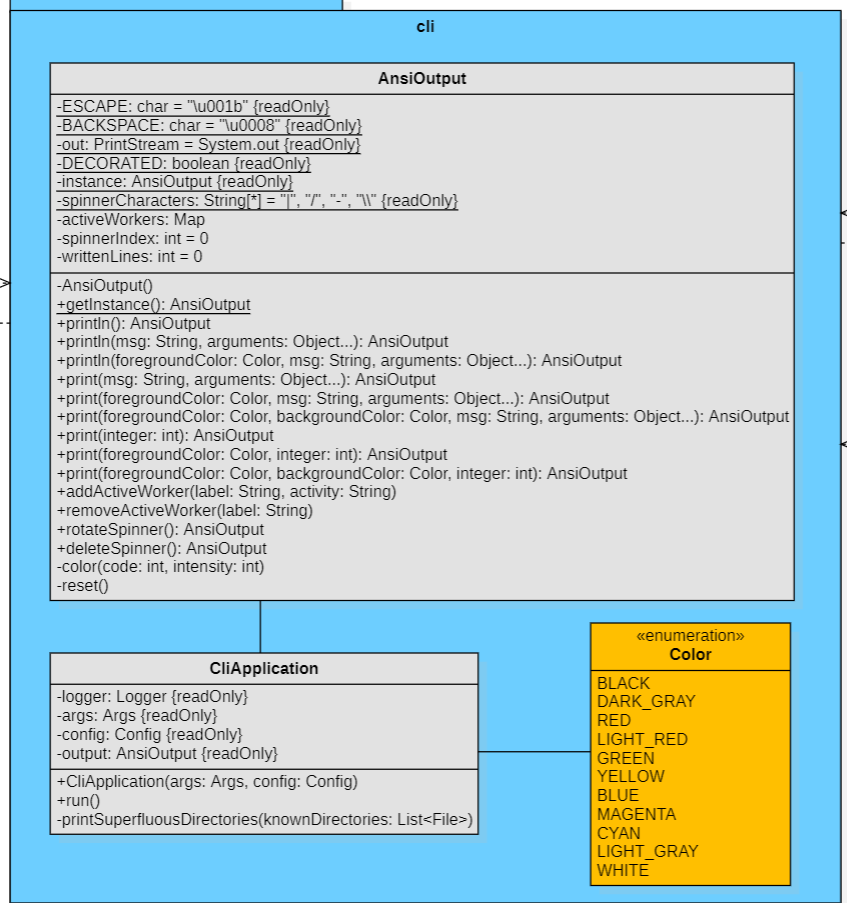 cli
AnsiOutput
-ESCAPE: char = "\u001b" {readOnly}
-BACKSPACE: char = "\u0008" {readOnly}
-out: PrintStream = System.out {readOnly}
-DECORATED: boolean {readOnly}
-instance: AnsiOutput {readOnly}
-spinnerCharacters: String[*] = "|", "/", "-", "\\" {readOnly}
-activeWorkers: Map
-spinnerIndex: int = 0
-writtenLines: int = 0
-AnsiOutput()
+getInstance(): AnsiOutput
+println(): AnsiOutput
+println(msg: String, arguments: Object...): AnsiOutput
+println(foregroundColor: Color, msg: String, arguments: Object...): AnsiOutput
+print(msg: String, arguments: Object...): AnsiOutput
+print(foregroundColor: Color, msg: String, arguments: Object...): AnsiOutput
+print(foregroundColor: Color, backgroundColor: Color, msg: String, arguments: Object...): AnsiOutput
+print(integer: int): AnsiOutput
+print(foregroundColor: Color, integer: int): AnsiOutput
+print(foregroundColor: Color, backgroundColor: Color, integer: int): AnsiOutput
+addActiveWorker(label: String, activity: String)
+removeActiveWorker(label: String)
+rotateSpinner(): AnsiOutput
+deleteSpinner(): AnsiOutput
-color(code: int, intensity: int)
-reset()
CliApplication
-logger: Logger {readOnly}
-args: Args {readOnly}
-config: Config {readOnly}
-output: AnsiOutput {readOnly}
+CliApplication(args: Args, config: Config)
+run()
-printSuperfluousDirectories(knownDirectories: List<File>)
«enumeration»
Color
BLACK
DARK_GRAY
RED
LIGHT_RED
GREEN
YELLOW
BLUE
MAGENTA
CYAN
LIGHT_GRAY
WHITE